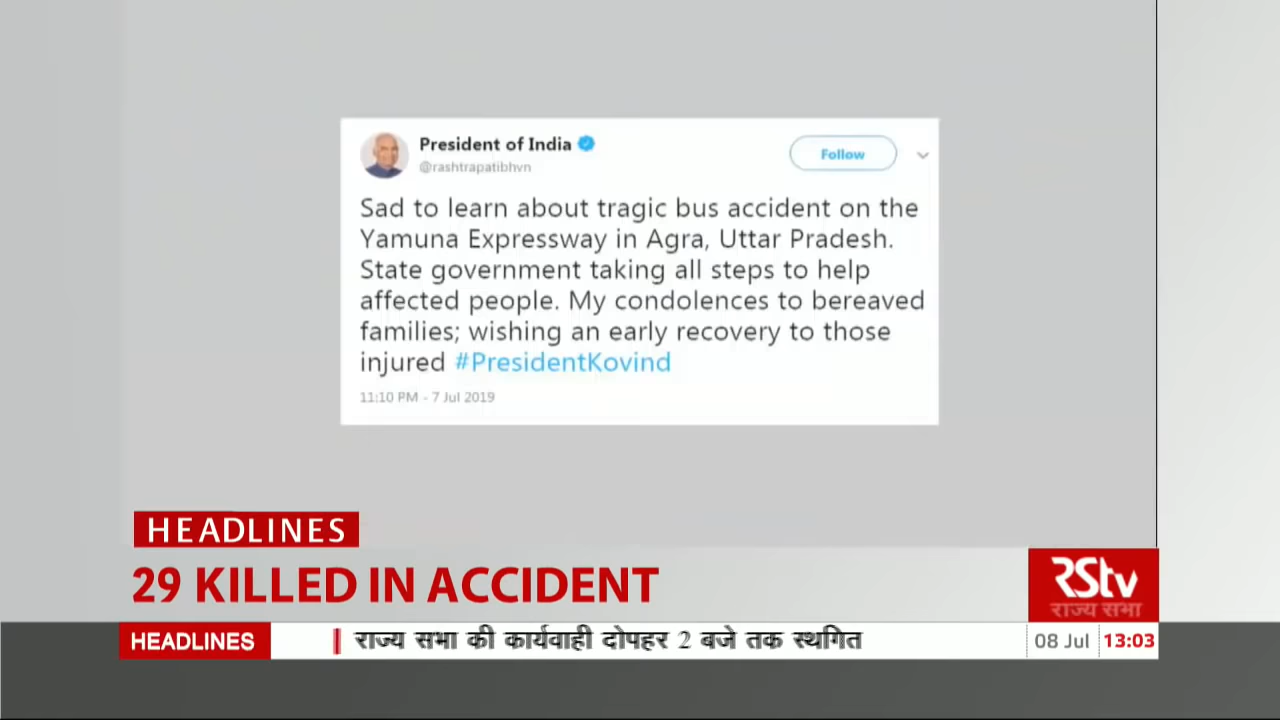 President of India
@rashtrapatibhvn
Follow
Sad to learn about tragic bus accident on the
Yamuna Expressway in Agra, Uttar Pradesh.
State government taking all steps to help
affected people. My condolences to bereaved
families; wishing an early recovery to those
injured #PresidentKovind
11:10 PM - 7 Jul 2019
HEADLINES
29 KILLED IN ACCIDENT
RStv
राज्य सभा
HEADLINES
राज्य सभा की कार्यवाही दोपहर 2 बजे तक स्थगित
08 Jul
13:03